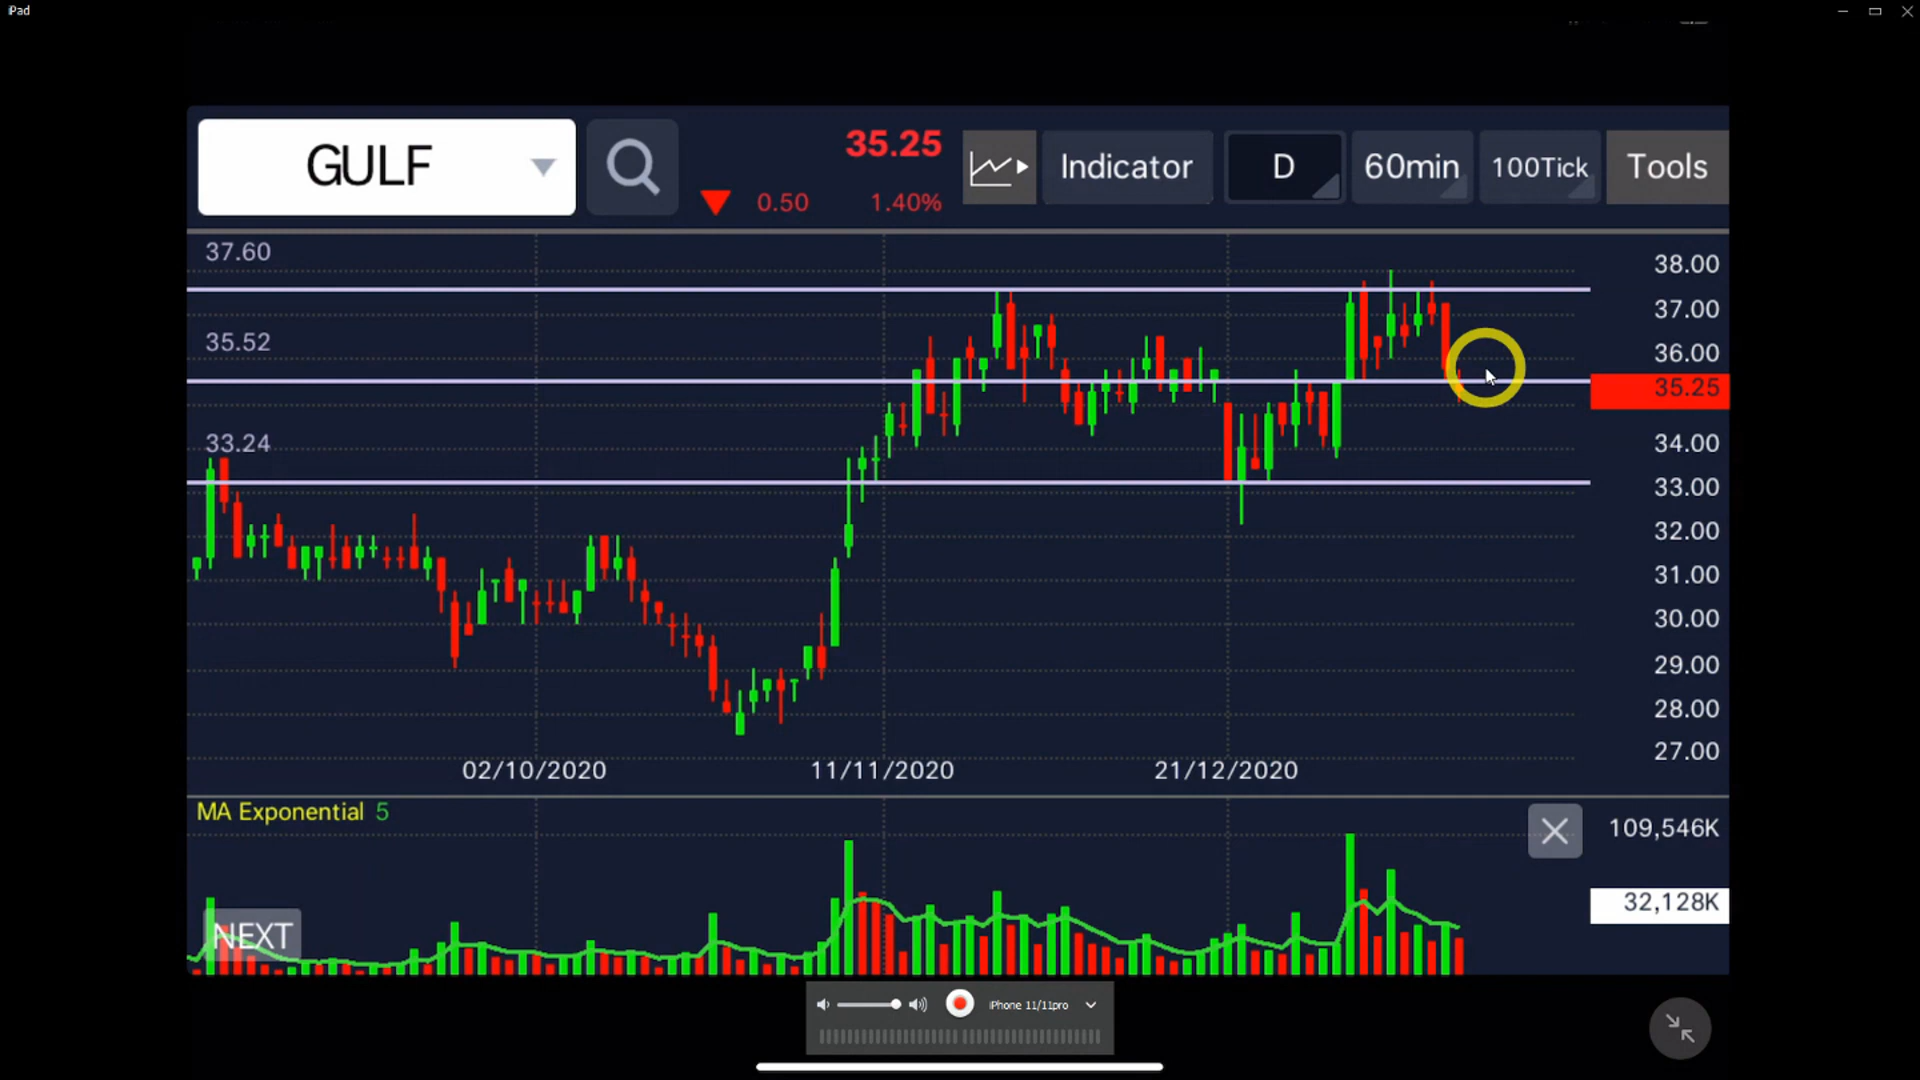 iPad
GULF
35.25
0.50 1.40%
Indicator D 60min 100Tick Tools
37.60
38.00
37.00
35.52
36.00
35.25
33.24
34.00
33.00
32.00
31.00
30.00
29.00
28.00
27.00
02/10/2020 11/11/2020 21/12/2020
MA Exponential 5
109,546K
32,128K
NEXT
iPhone 11/11pro